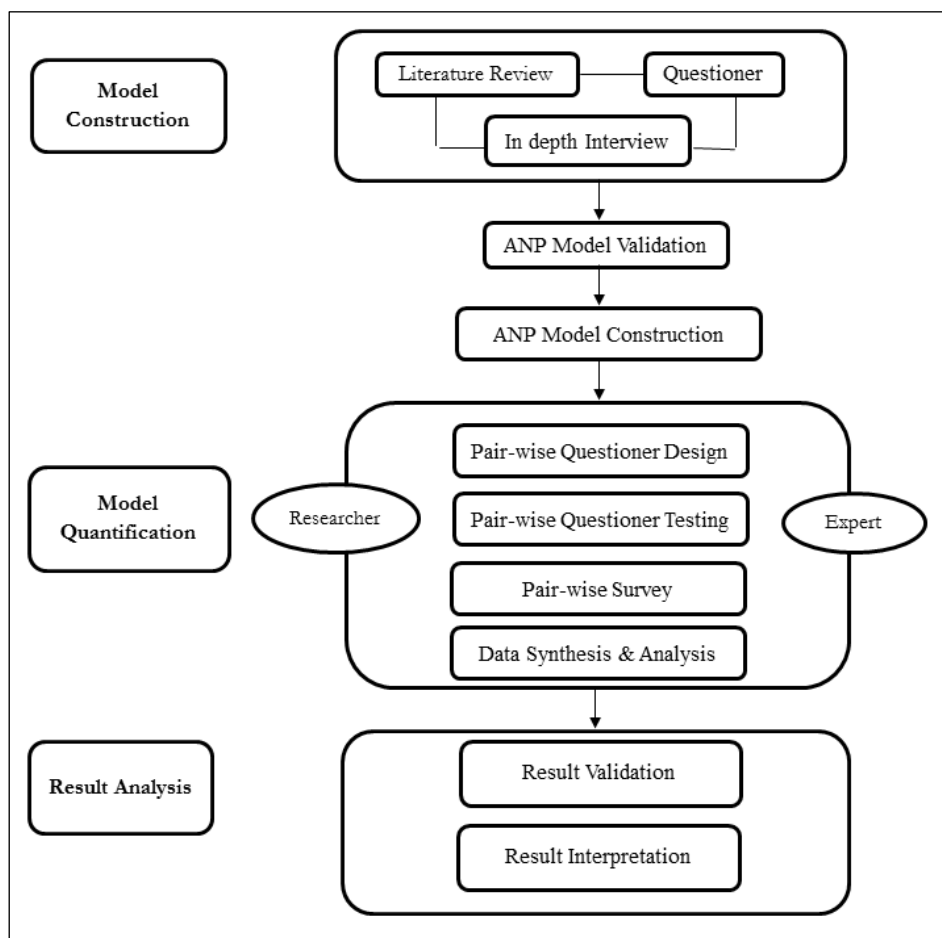 Model
Construction
Literature Review
Questioner
In depth Interview
ANP Model Validation
ANP Model Construction
Model
Quantification
Researcher
Pair-wise Questioner Design
Pair-wise Questioner Testing
Pair-wise Survey
Data Synthesis & Analysis
Expert
Result Analysis
Result Validation
Result Interpretation